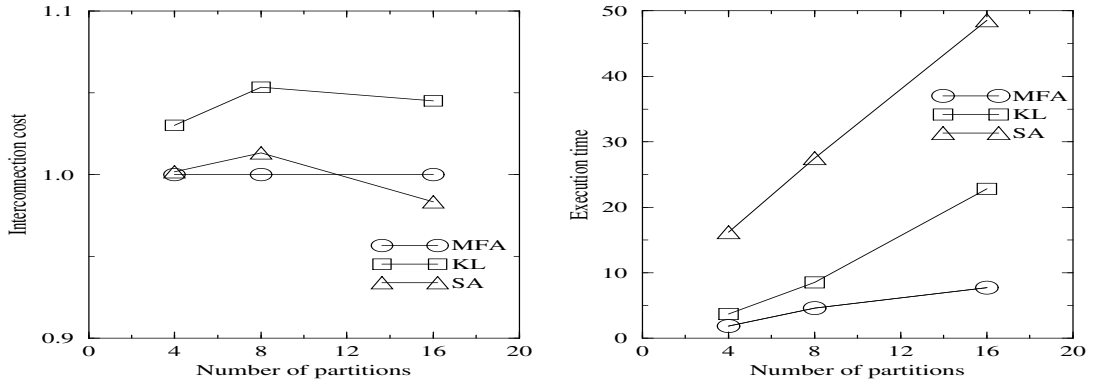 1.1
1.0
0.9
Interconnection cost
0 4 8 12 16 20
Number of partitions
MFA
KL
SA
50
40
30
20
10
0
Execution time
0 4 8 12 16 20
Number of partitions
MFA
KL
SA